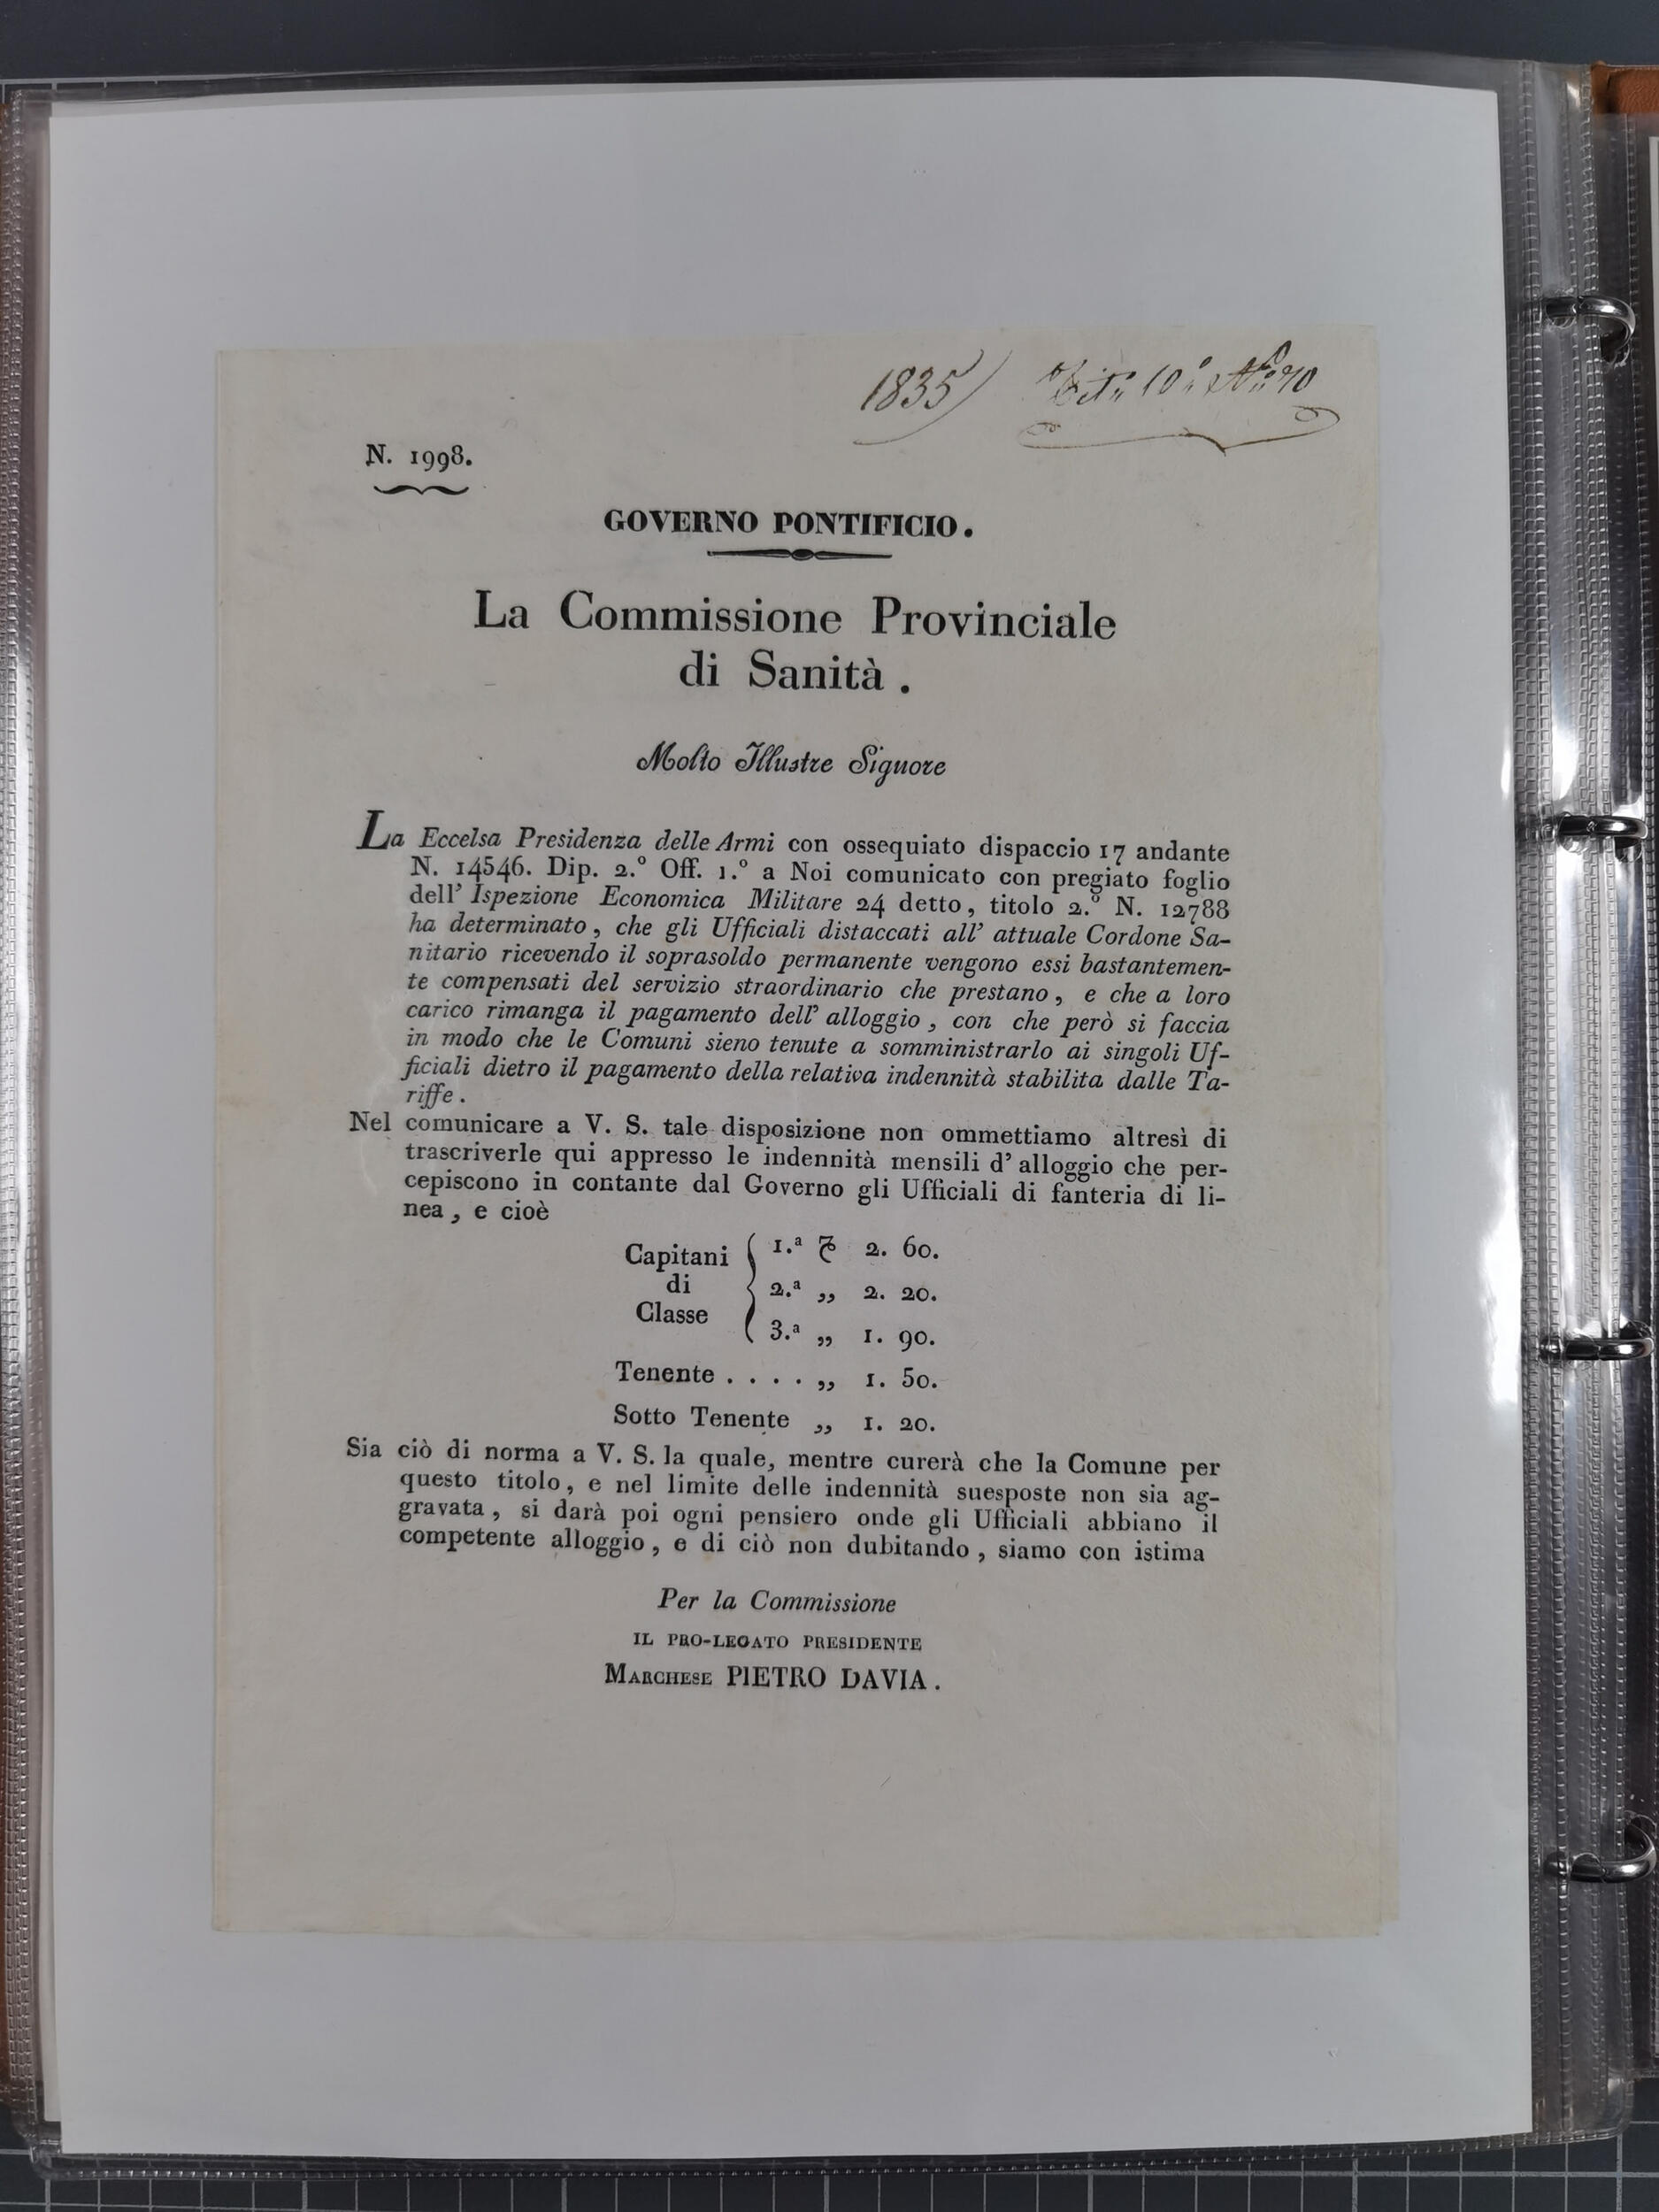 1835) Tit. 10° N° 70
N. 1998.
GOVERNO PONTIFICIO.
La Commissione Provinciale
di Sanità.
Molto Illustre Signore
La Eccelsa Presidenza delle Armi con ossequiato dispaccio 17 andante
N. 14546. Dip. 2.° Off. 1.° a Noi comunicato con pregiato foglio
dell' Ispezione Economica Militare 24 detto, titolo 2.° N. 12788
ha determinato, che gli Ufficiali distaccati all' attuale Cordone Sa-
nitario ricevendo il soprasoldo permanente vengono essi bastantemen-
te compensati del servizio straordinario che prestano, e che a loro
carico rimanga il pagamento dell' alloggio, con che però si faccia
in modo che le Comuni sieno tenute a somministrarlo ai singoli Uf-
ficiali dietro il pagamento della relativa indennità stabilita dalle Ta-
riffe.
Nel comunicare a V. S. tale disposizione non ommettiamo altresì di
trascriverle qui appresso le indennità mensili d' alloggio che per-
cepiscono in contante dal Governo gli Ufficiali di fanteria di li-
nea, e cioè
Capitani di Classe
1.ª 2. 60.
2.ª ,, 2. 20.
3.ª ,, 1. 90.
Tenente . . . . ,, 1. 50.
Sotto Tenente ,, 1. 20.
Sia ciò di norma a V. S. la quale, mentre curerà che la Comune per
questo titolo, e nel limite delle indennità suesposte non sia ag-
gravata, si darà poi ogni pensiero onde gli Ufficiali abbiano il
competente alloggio, e di ciò non dubitando, siamo con istima
Per la Commissione
IL PRO-LEGATO PRESIDENTE
MARCHESE PIETRO DAVIA.